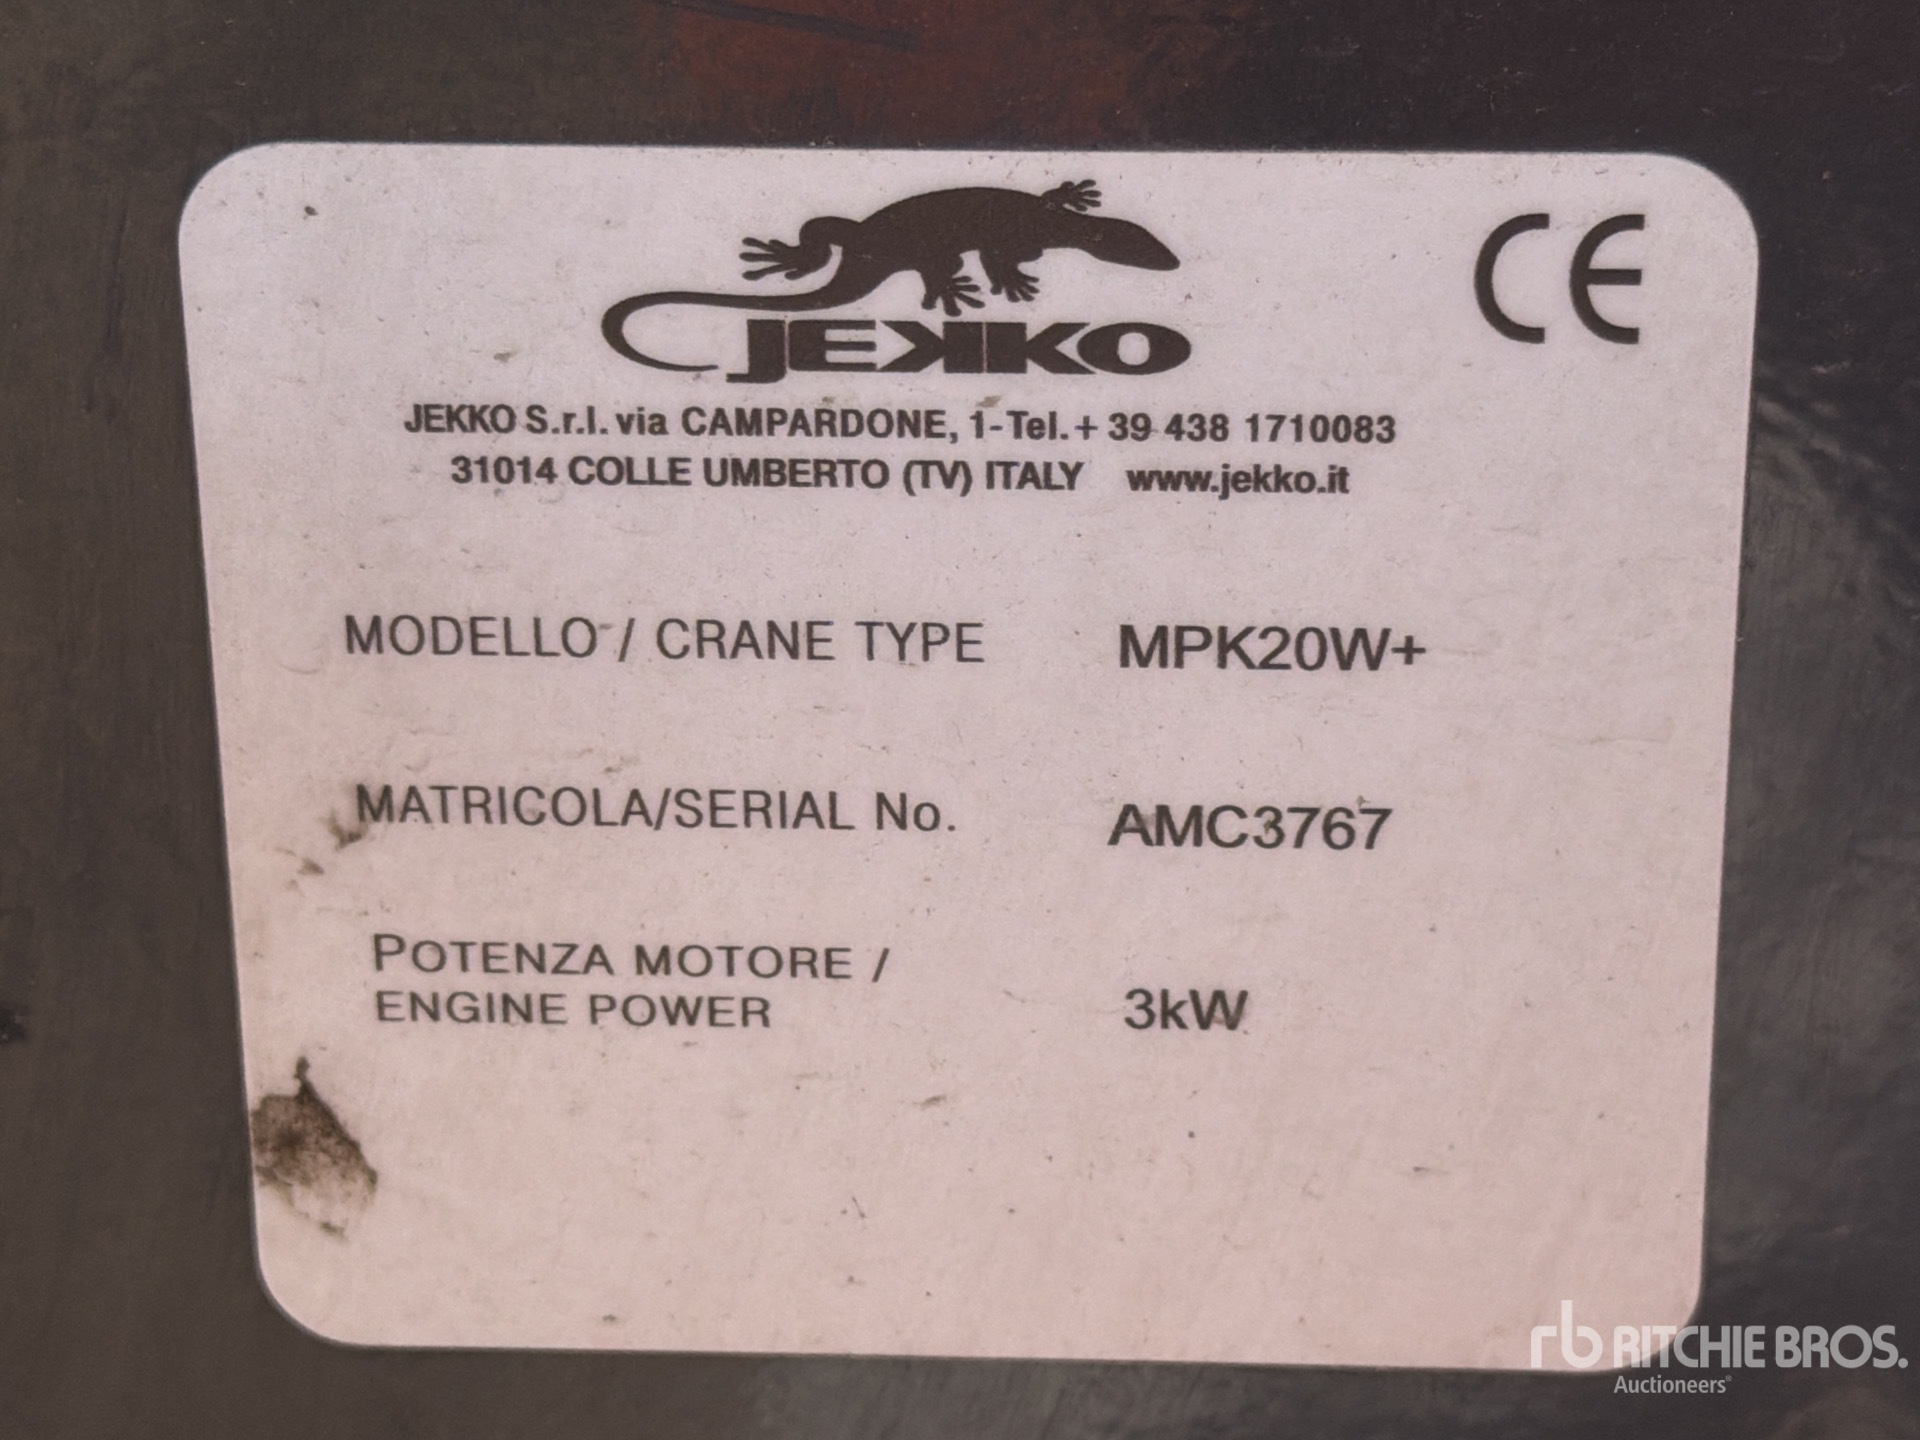 JEKKO
CE
JEKKO S.r.l. via CAMPARDONE, 1-Tel.+ 39 438 1710083
31014 COLLE UMBERTO (TV) ITALY www.jekko.it
MODELLO / CRANE TYPE MPK20W+
MATRICOLA/SERIAL No. AMC3767
POTENZA MOTORE /
ENGINE POWER 3kW
rb RITCHIE BROS.
Auctioneers®